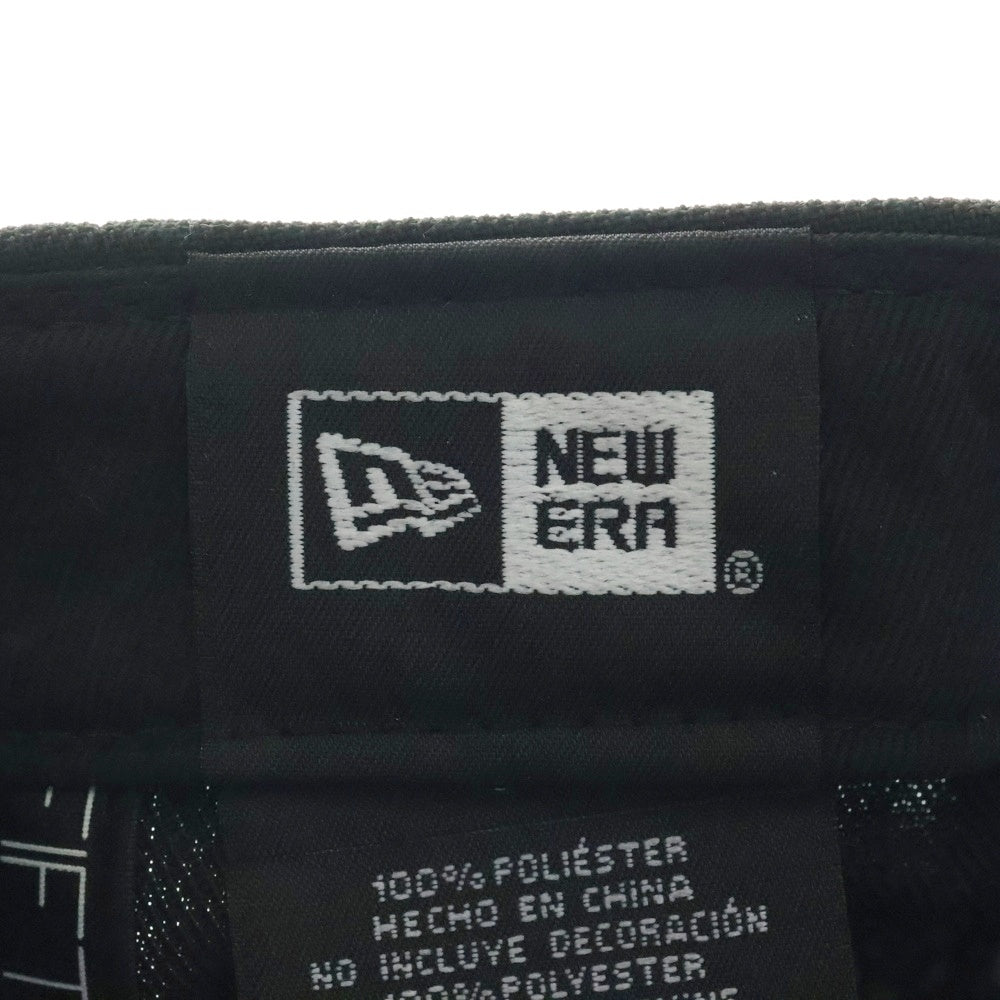 NEW
ERA
®
100% POLIÉSTER
HECHO EN CHINA
NO INCLUYE DECORACIÓN
100% POLYESTER